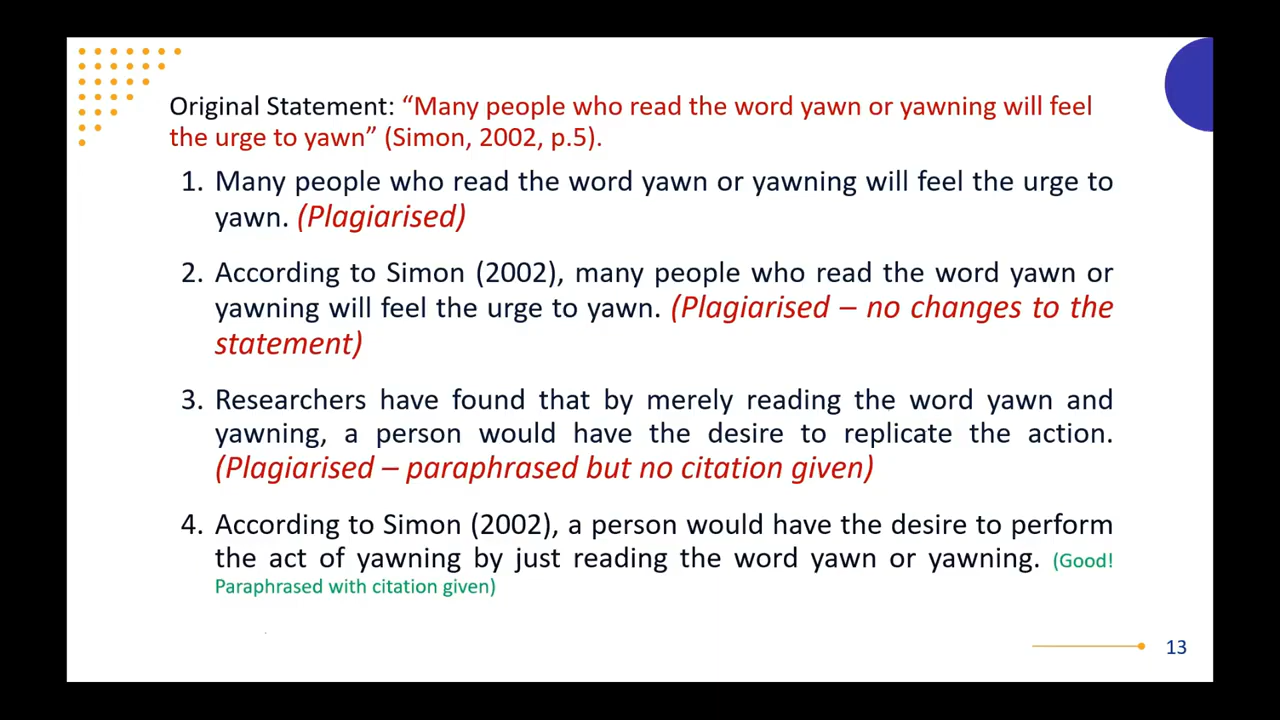 Original Statement: “Many people who read the word yawn or yawning will feel
the urge to yawn” (Simon, 2002, p.5).
1. Many people who read the word yawn or yawning will feel the urge to
yawn. (Plagiarised)
2. According to Simon (2002), many people who read the word yawn or
yawning will feel the urge to yawn. (Plagiarised – no changes to the
statement)
3. Researchers have found that by merely reading the word yawn and
yawning, a person would have the desire to replicate the action.
(Plagiarised – paraphrased but no citation given)
4. According to Simon (2002), a person would have the desire to perform
the act of yawning by just reading the word yawn or yawning. (Good!
Paraphrased with citation given)
13